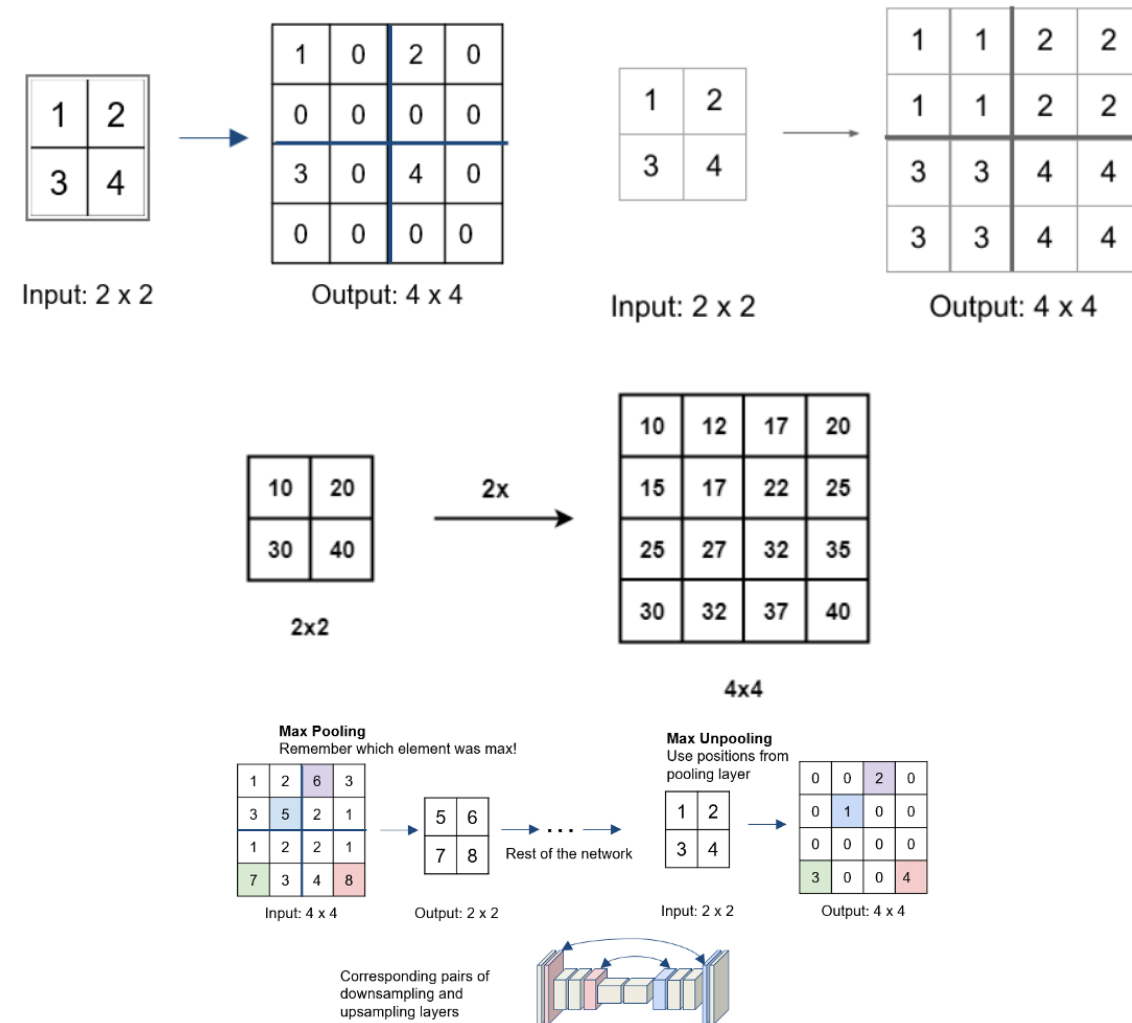 1 2
3 4
Input: 2 x 2
1 0 2 0
0 0 0 0
3 0 4 0
0 0 0 0
Output: 4 x 4
1 2
3 4
Input: 2 x 2
1 1 2 2
1 1 2 2
3 3 4 4
3 3 4 4
Output: 4 x 4
10 20
30 40
2x2
2x
10 12 17 20
15 17 22 25
25 27 32 35
30 32 37 40
4x4
Max Pooling
Remember which element was max!
1 2 6 3
3 5 2 1
1 2 2 1
7 3 4 8
Input: 4 x 4
5 6
7 8
Output: 2 x 2
. . .
Rest of the network
Max Unpooling
Use positions from
pooling layer
1 2
3 4
Input: 2 x 2
0 0 2 0
0 1 0 0
0 0 0 0
3 0 0 4
Output: 4 x 4
Corresponding pairs of
downsampling and
upsampling layers